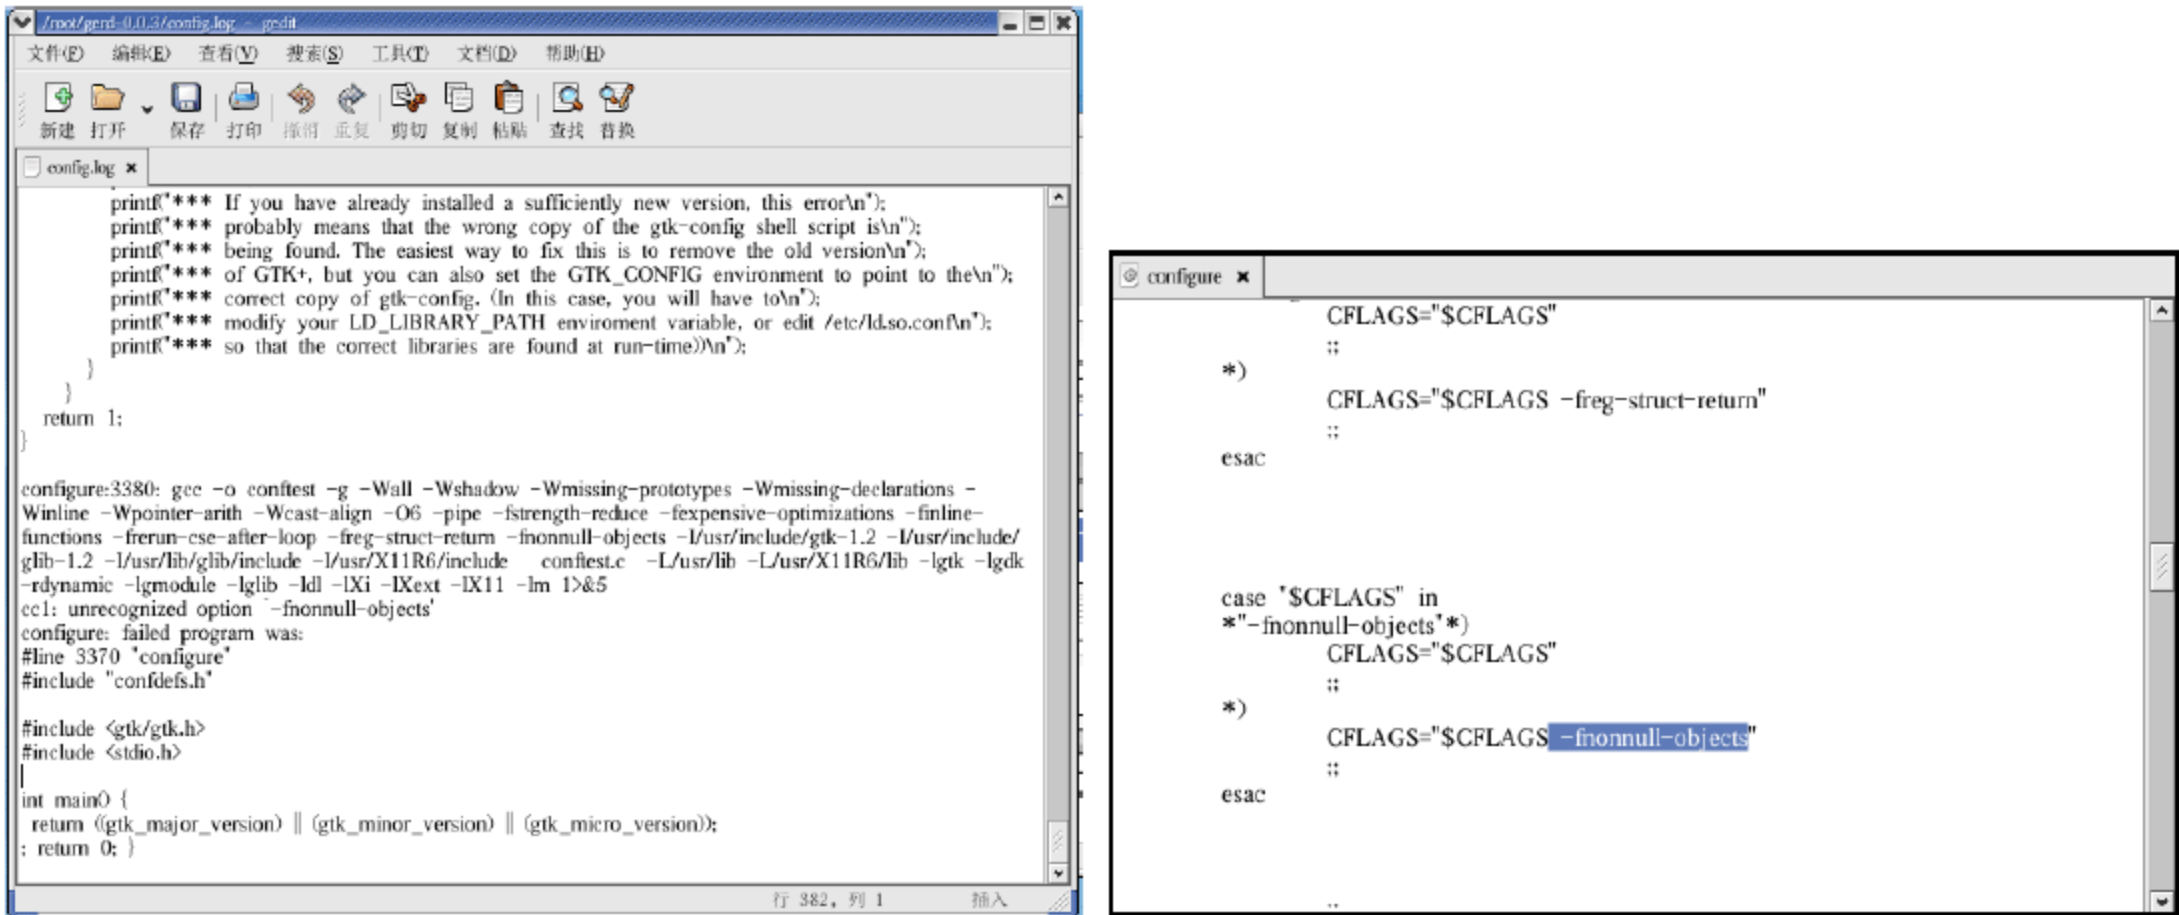 /root/gerd-0.0.3/config.log - gedit
文件(F) 编辑(E) 查看(V) 搜索(S) 工具(T) 文档(D) 帮助(H)
新建 打开 保存 打印 撤消 重复 剪切 复制 粘贴 查找 替换
config.log
printf("*** If you have already installed a sufficiently new version, this error\n");
printf("*** probably means that the wrong copy of the gtk-config shell script is\n");
printf("*** being found. The easiest way to fix this is to remove the old version\n");
printf("*** of GTK+, but you can also set the GTK_CONFIG environment to point to the\n");
printf("*** correct copy of gtk-config. (In this case, you will have to\n");
printf("*** modify your LD_LIBRARY_PATH enviroment variable, or edit /etc/ld.so.conf\n");
printf("*** so that the correct libraries are found at run-time))\n");
}
}
return 1;
}
configure:3380: gcc -o conftest -g -Wall -Wshadow -Wmissing-prototypes -Wmissing-declarations -
Winline -Wpointer-arith -Wcast-align -O6 -pipe -fstrength-reduce -fexpensive-optimizations -finline-
functions -frerun-cse-after-loop -freg-struct-return -fnonnull-objects -I/usr/include/gtk-1.2 -I/usr/include/
glib-1.2 -I/usr/lib/glib/include -I/usr/X11R6/include conftest.c -L/usr/lib -L/usr/X11R6/lib -lgtk -lgdk
-rdynamic -lgmodule -lglib -ldl -lXi -lXext -lX11 -lm 1>&5
cc1: unrecognized option `-fnonnull-objects'
configure: failed program was:
#line 3370 "configure"
#include "confdefs.h"
#include <gtk/gtk.h>
#include <stdio.h>
int main() {
return ((gtk_major_version) || (gtk_minor_version) || (gtk_micro_version));
; return 0; }
行 382, 列 1 插入
configure
CFLAGS="$CFLAGS"
;;
*)
CFLAGS="$CFLAGS -freg-struct-return"
;;
esac
case "$CFLAGS" in
*"-fnonnull-objects"*)
CFLAGS="$CFLAGS"
;;
*)
CFLAGS="$CFLAGS -fnonnull-objects"
;;
esac